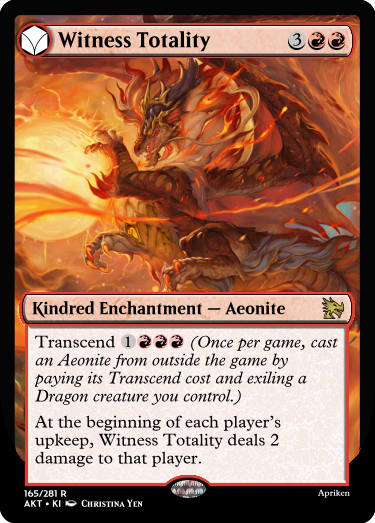 Witness Totality 3
Kindred Enchantment — Aeonite
Transcend 1 (Once per game, cast
an Aeonite from outside the game by
paying its Transcend cost and exiling a
Dragon creature you control.)
At the beginning of each player's
upkeep, Witness Totality deals 2
damage to that player.
165/281 R
Apriken
AKT • KI Christina Yen